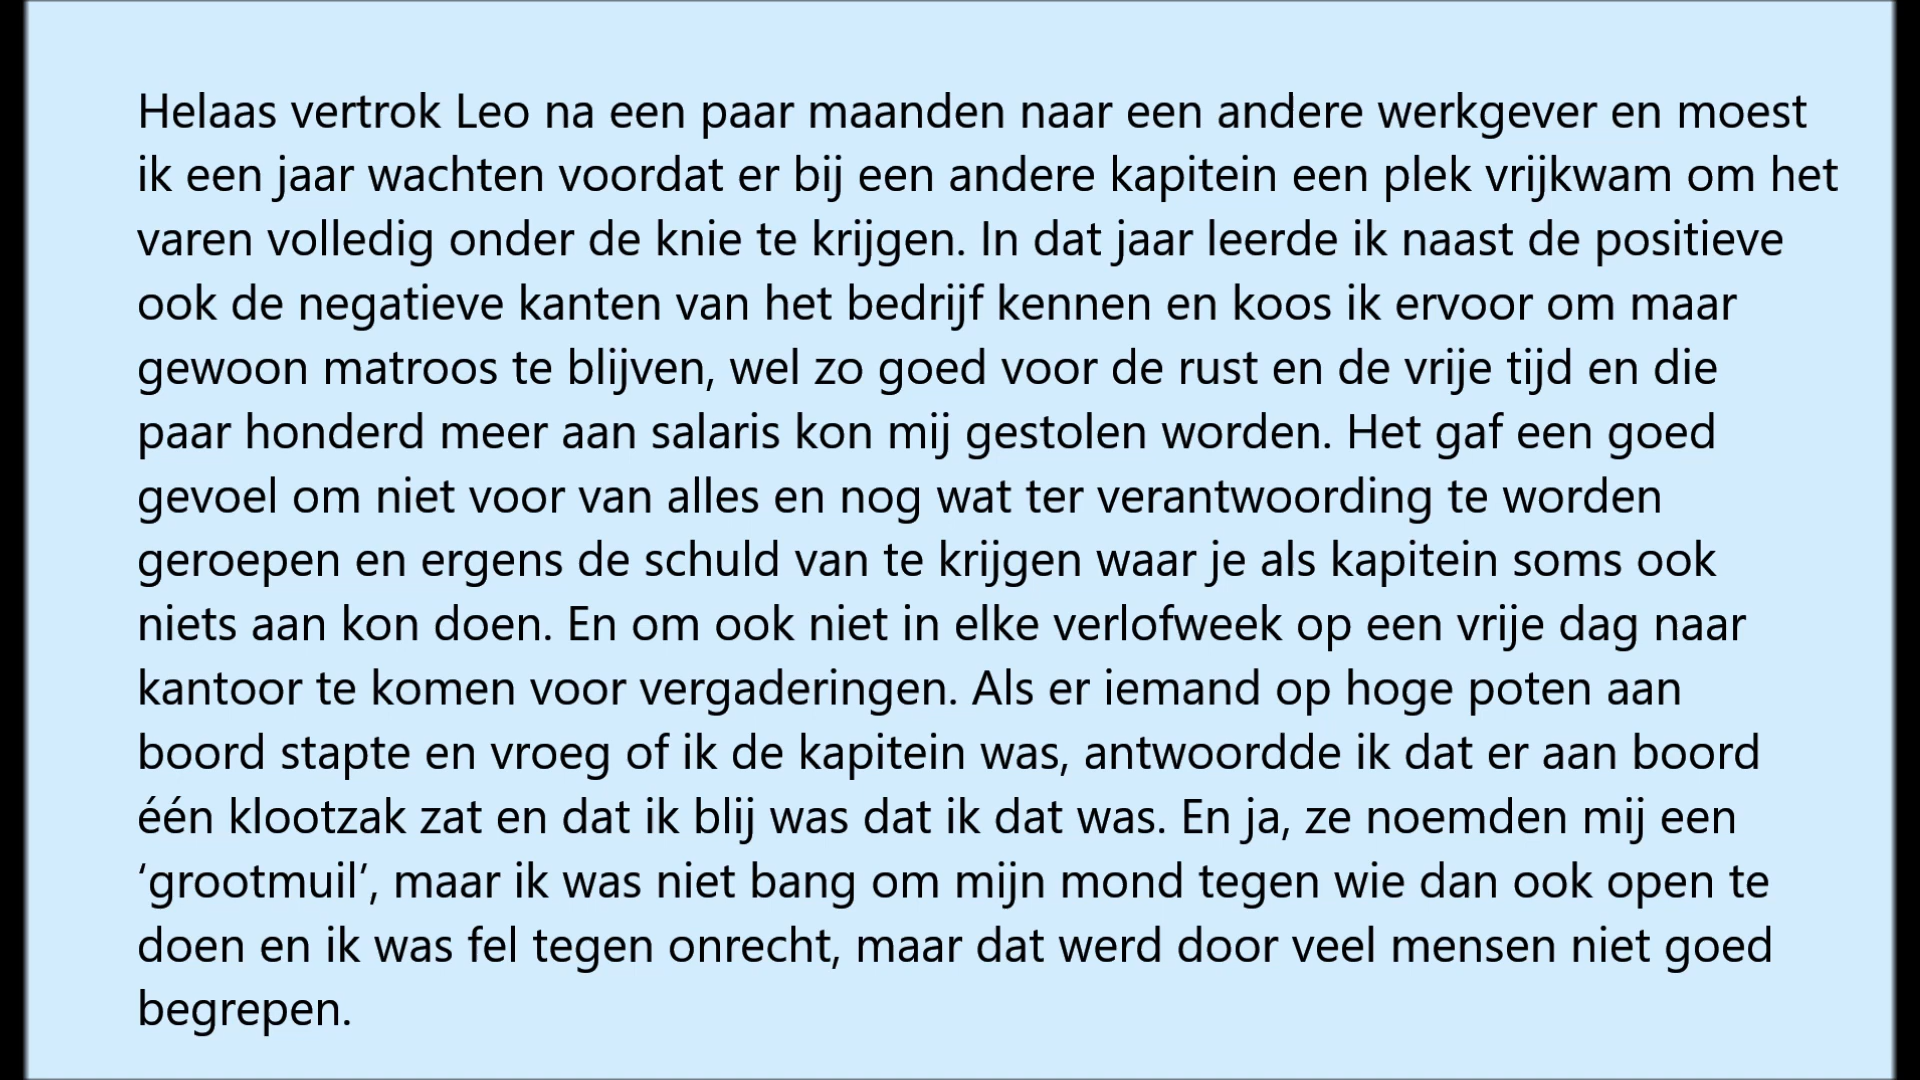 Helaas vertrok Leo na een paar maanden naar een andere werkgever en moest
ik een jaar wachten voordat er bij een andere kapitein een plek vrijkwam om het
varen volledig onder de knie te krijgen. In dat jaar leerde ik naast de positieve
ook de negatieve kanten van het bedrijf kennen en koos ik ervoor om maar
gewoon matroos te blijven, wel zo goed voor de rust en de vrije tijd en die
paar honderd meer aan salaris kon mij gestolen worden. Het gaf een goed
gevoel om niet voor van alles en nog wat ter verantwoording te worden
geroepen en ergens de schuld van te krijgen waar je als kapitein soms ook
niets aan kon doen. En om ook niet in elke verlofweek op een vrije dag naar
kantoor te komen voor vergaderingen. Als er iemand op hoge poten aan
boord stapte en vroeg of ik de kapitein was, antwoordde ik dat er aan boord
één klootzak zat en dat ik blij was dat ik dat was. En ja, ze noemden mij een
‘grootmuil’, maar ik was niet bang om mijn mond tegen wie dan ook open te
doen en ik was fel tegen onrecht, maar dat werd door veel mensen niet goed
begrepen.